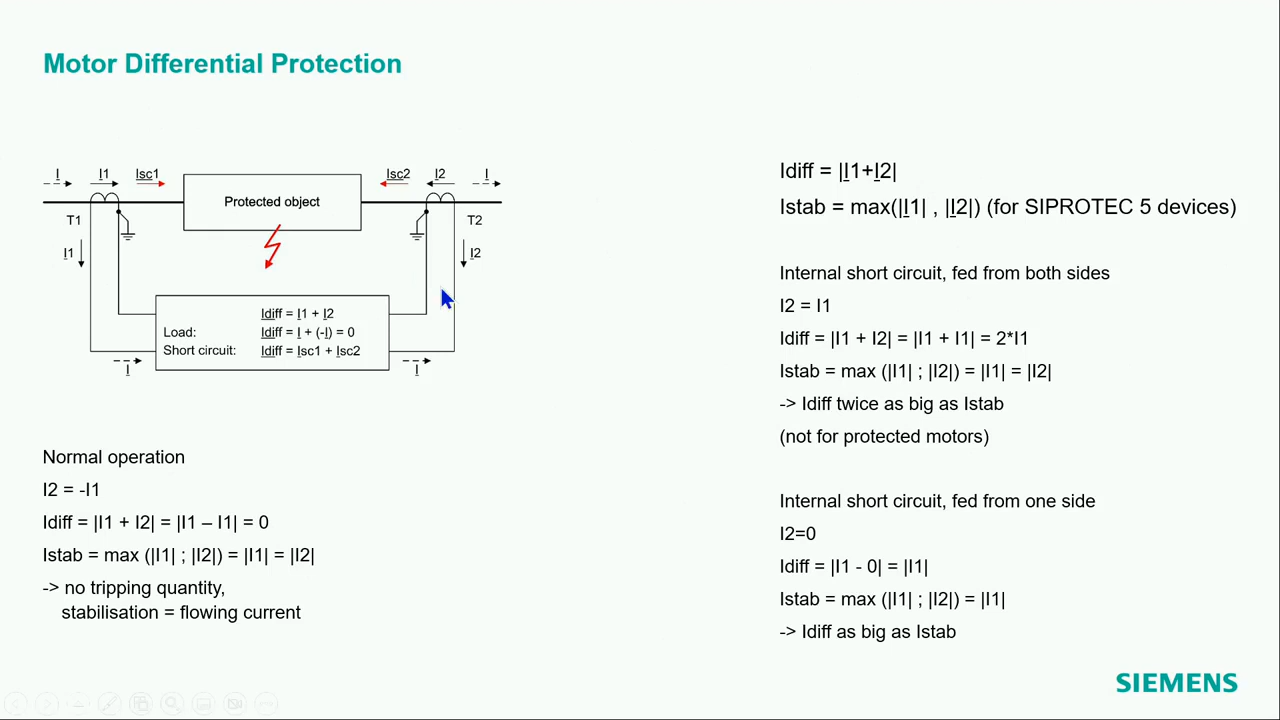 Motor Differential Protection
I I1 Isc1 Isc2 I2 I
Protected object
T1 T2
I1 I2
Idiff = I1 + I2
Load: Idiff = I + (-I) = 0
Short circuit: Idiff = Isc1 + Isc2
I I
Normal operation
I2 = -I1
Idiff = |I1 + I2| = |I1 – I1| = 0
Istab = max (|I1| ; |I2|) = |I1| = |I2|
-> no tripping quantity,
stabilisation = flowing current
Idiff = |I1+I2|
Istab = max(|I1| , |I2|) (for SIPROTEC 5 devices)
Internal short circuit, fed from both sides
I2 = I1
Idiff = |I1 + I2| = |I1 + I1| = 2*I1
Istab = max (|I1| ; |I2|) = |I1| = |I2|
-> Idiff twice as big as Istab
(not for protected motors)
Internal short circuit, fed from one side
I2=0
Idiff = |I1 - 0| = |I1|
Istab = max (|I1| ; |I2|) = |I1|
-> Idiff as big as Istab
SIEMENS